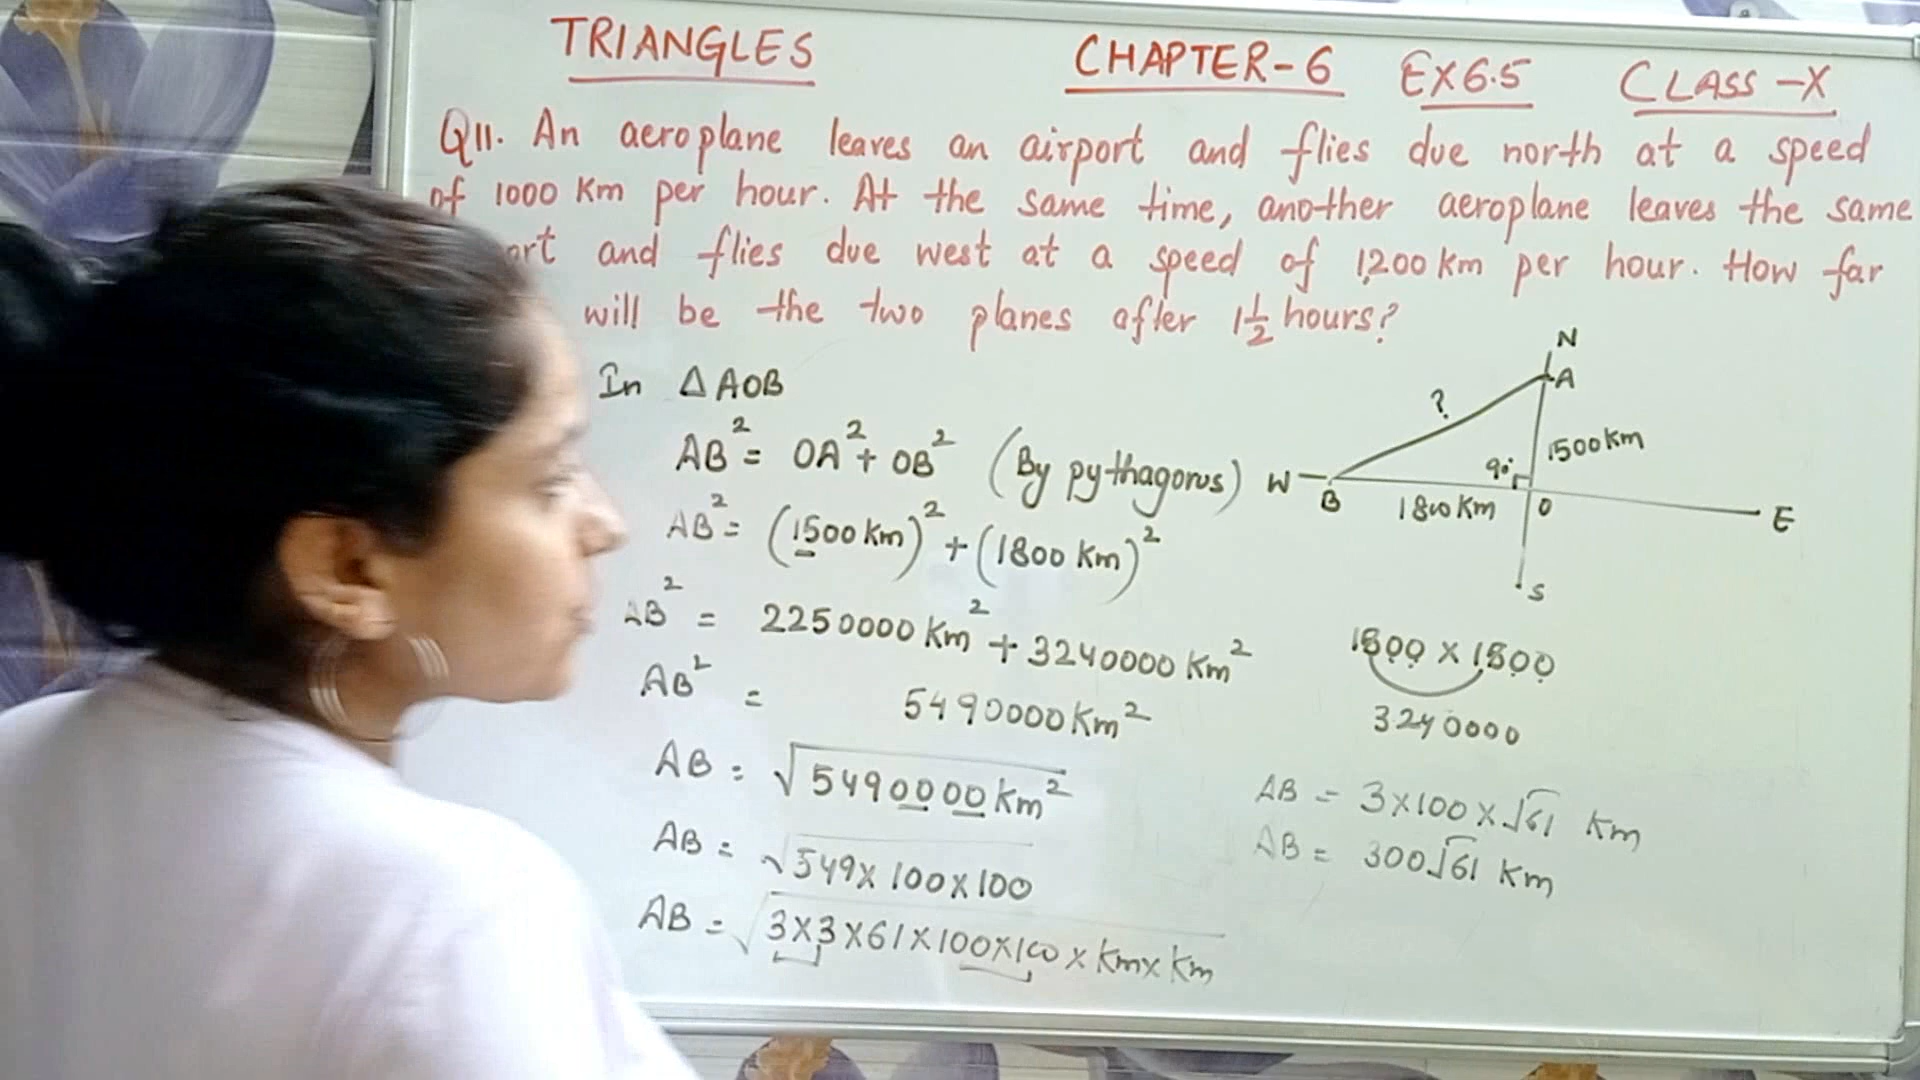 TRIANGLES CHAPTER-6 EX6.5 CLASS-X
Q11. An aeroplane leaves an airport and flies due north at a speed
of 1000 Km per hour. At the same time, another aeroplane leaves the same
ort and flies due west at a speed of 1200 km per hour. How far
will be the two planes after 1 1/2 hours?
In △AOB
AB² = OA² + OB² (By pythagorus)
AB² = (1500 km)² + (1800 km)²
AB² = 2250000 Km² + 3240000 Km²
AB² = 5490000 Km²
AB = √5490000 km²
AB = √549 × 100 × 100
AB = √3×3×61×100×100 × Km × Km
N
A
?
1500 Km
90°
W
B
1800 Km
O
E
S
1800 × 1800
3240000
AB = 3×100×√61 Km
AB = 300√61 Km